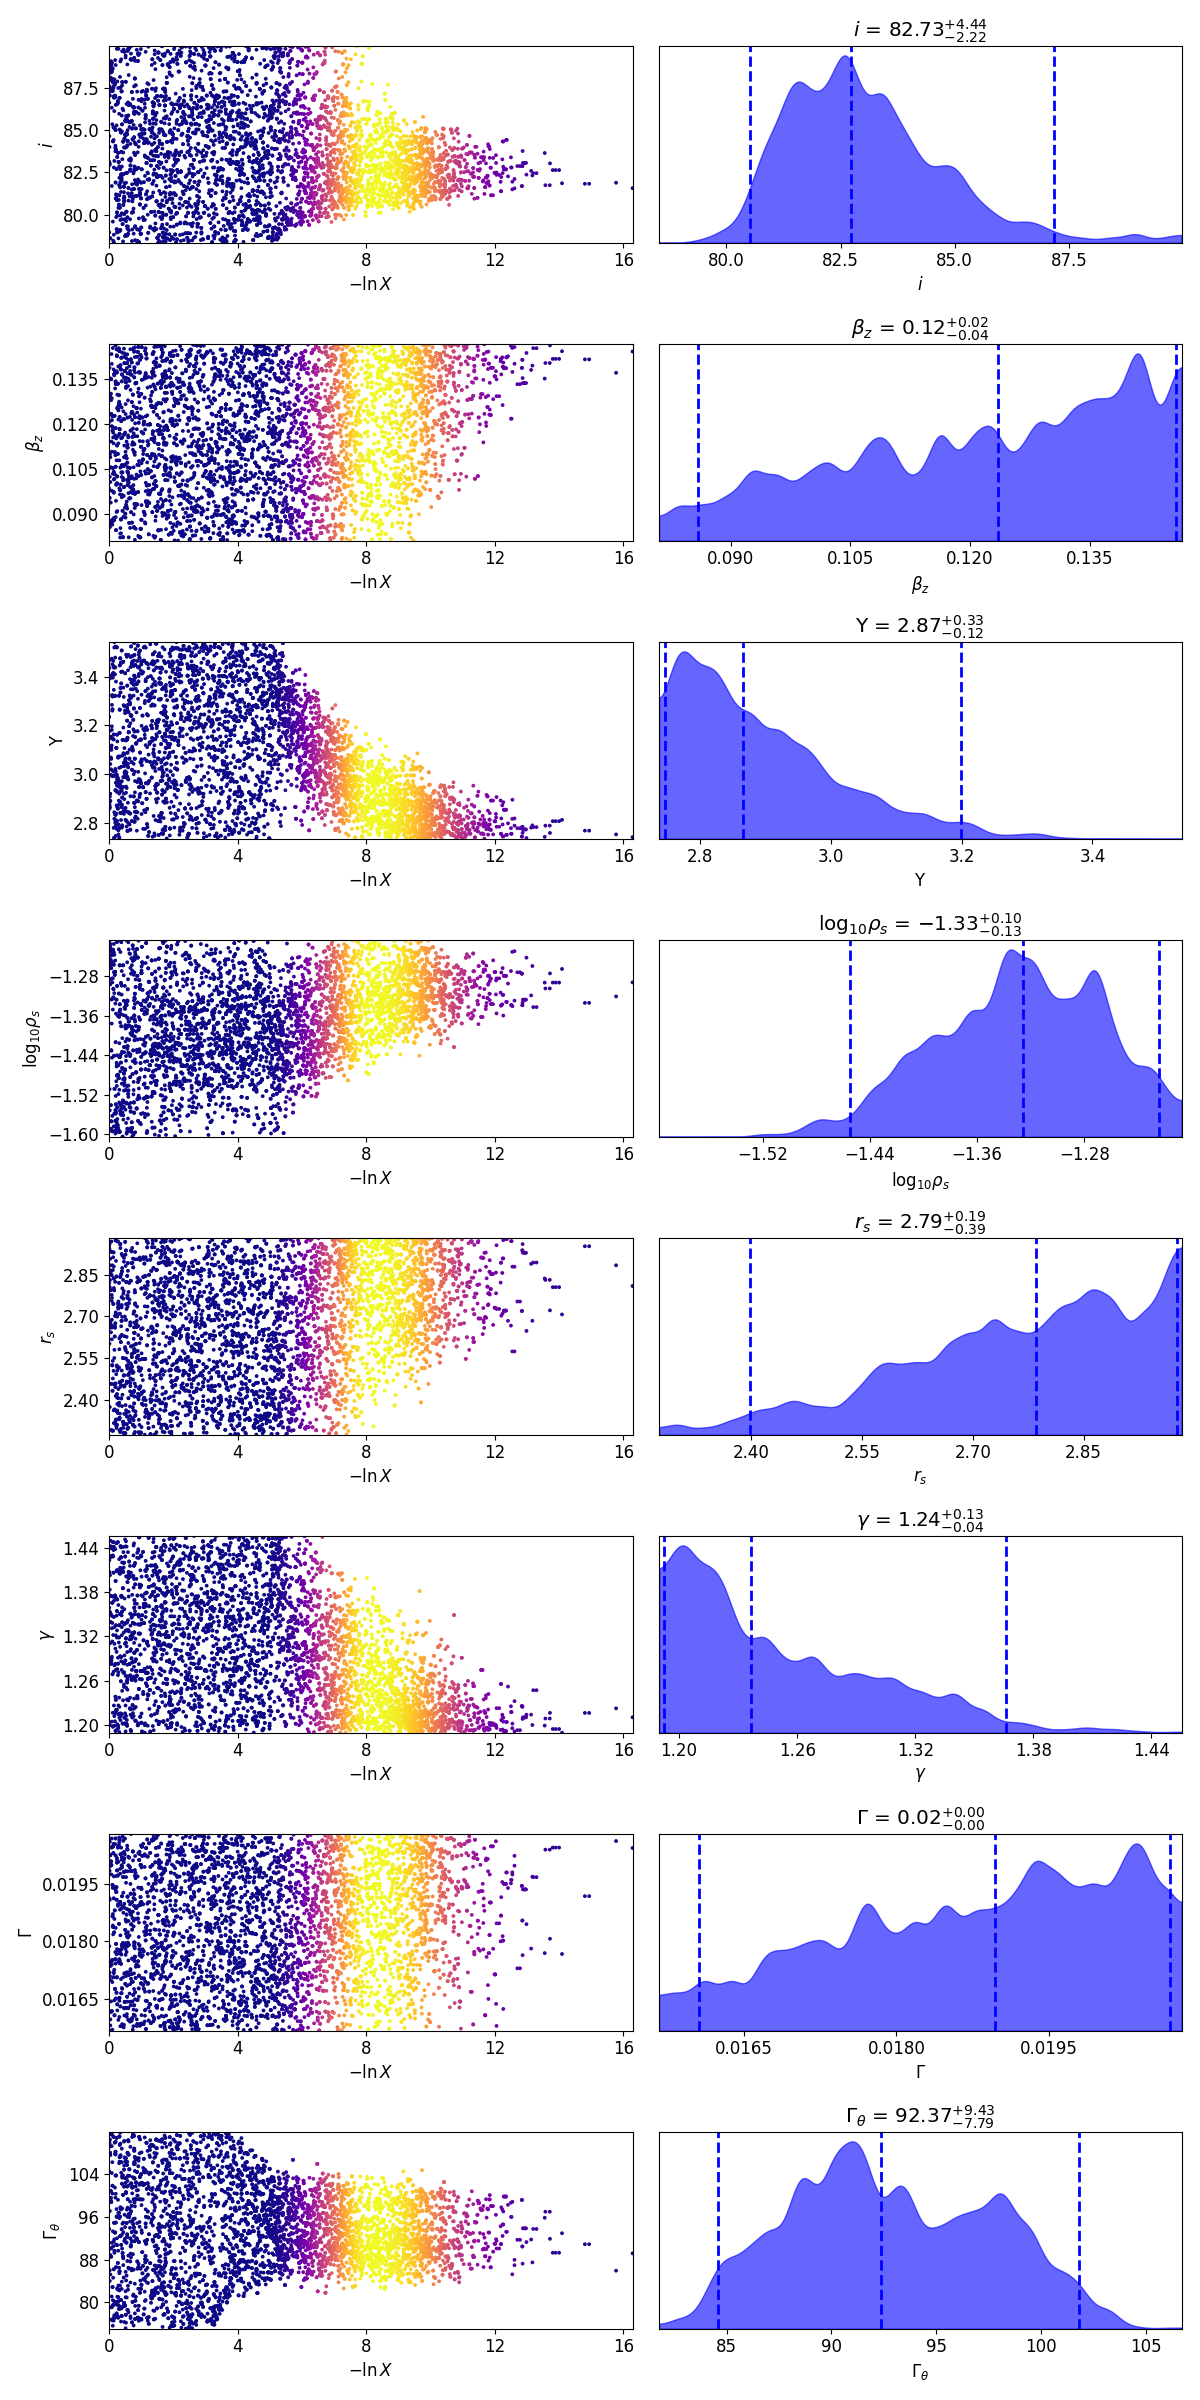 i = 82.73+4.44−2.22
87.5
85.0
82.5
80.0
i
0 4 8 12 16
−ln X
80.0 82.5 85.0 87.5
i
βz = 0.12+0.02−0.04
0.135
0.120
0.105
0.090
βz
0 4 8 12 16
−ln X
0.090 0.105 0.120 0.135
βz
Υ = 2.87+0.33−0.12
3.4
3.2
3.0
2.8
Υ
0 4 8 12 16
−ln X
2.8 3.0 3.2 3.4
Υ
log10ρs = −1.33+0.10−0.13
−1.28
−1.36
−1.44
−1.52
−1.60
log10ρs
0 4 8 12 16
−ln X
−1.52 −1.44 −1.36 −1.28
log10ρs
rs = 2.79+0.19−0.39
2.85
2.70
2.55
2.40
rs
0 4 8 12 16
−ln X
2.40 2.55 2.70 2.85
rs
γ = 1.24+0.13−0.04
1.44
1.38
1.32
1.26
1.20
γ
0 4 8 12 16
−ln X
1.20 1.26 1.32 1.38 1.44
γ
Γ = 0.02+0.00−0.00
0.0195
0.0180
0.0165
Γ
0 4 8 12 16
−ln X
0.0165 0.0180 0.0195
Γ
Γθ = 92.37+9.43−7.79
104
96
88
80
Γθ
0 4 8 12 16
−ln X
85 90 95 100 105
Γθ